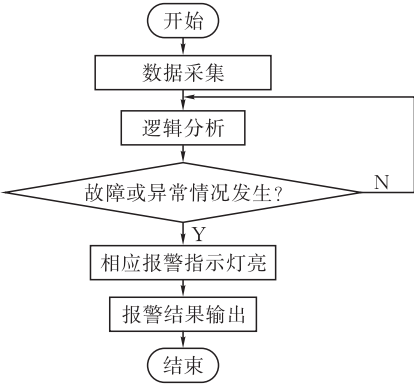 开始
数据采集
逻辑分析
故障或异常情况发生?
N
Y
相应报警指示灯亮
报警结果输出
结束